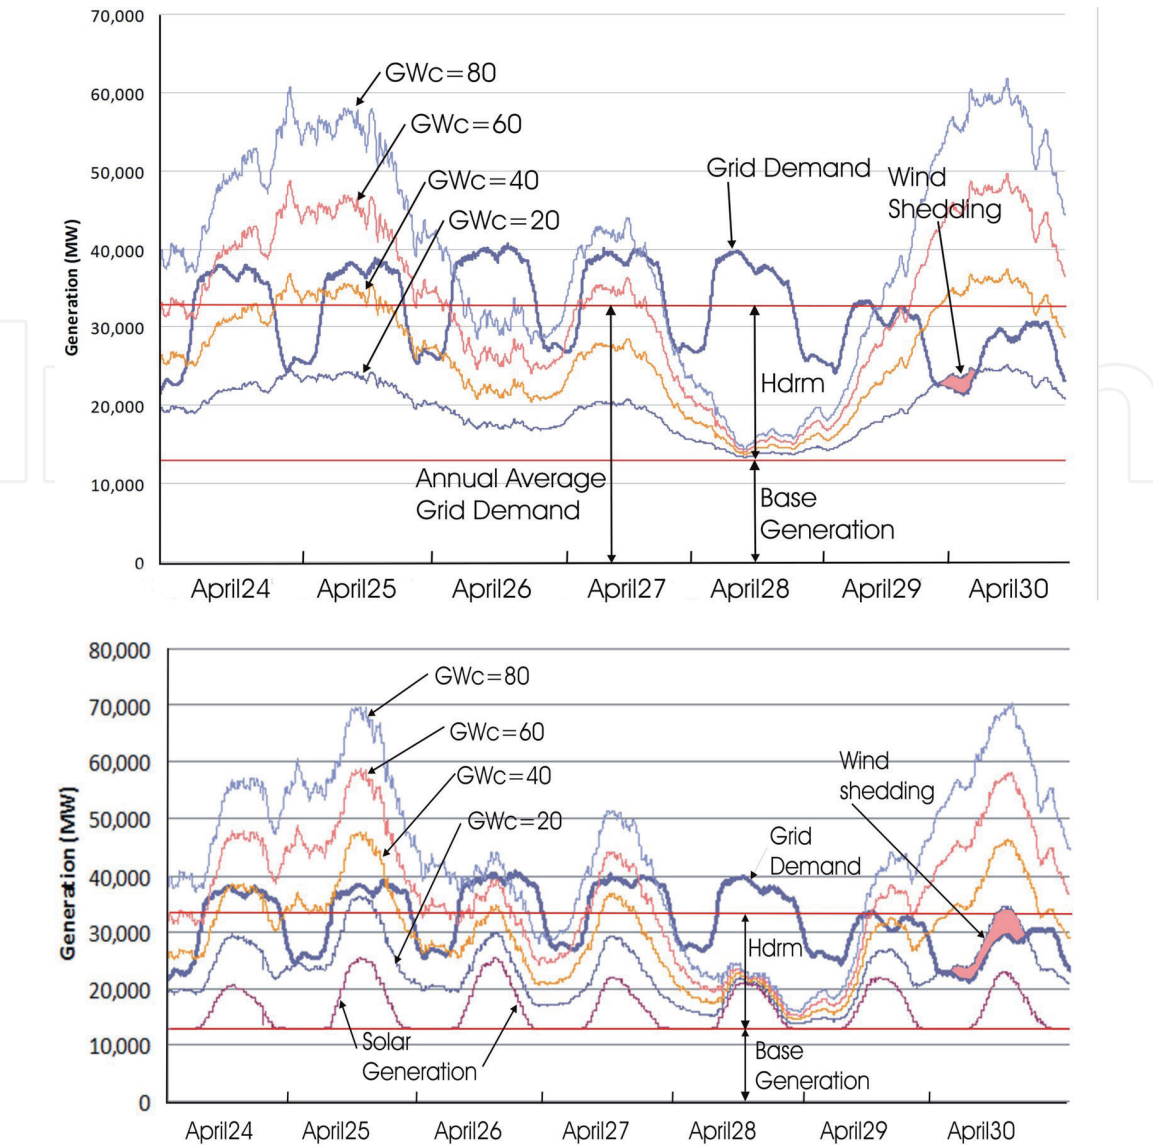 70,000
GWc=80
60,000
GWc=60
50,000
Grid Demand
Wind
Shedding
GWc=40
GWc=20
40,000
Generation (MW)
30,000
Hdrm
20,000
Annual Average
Grid Demand
10,000
Base
Generation
0
April24 April25 April26 April27 April28 April29 April30
80,000
GWc=80
70,000
GWc=60
60,000
Wind
shedding
GWc=40
50,000
GWc=20
Grid
Demand
40,000
Generation (MW)
30,000
Hdrm
20,000
Solar
Generation
10,000
Base
Generation
0
April24 April25 April26 April27 April28 April29 April30